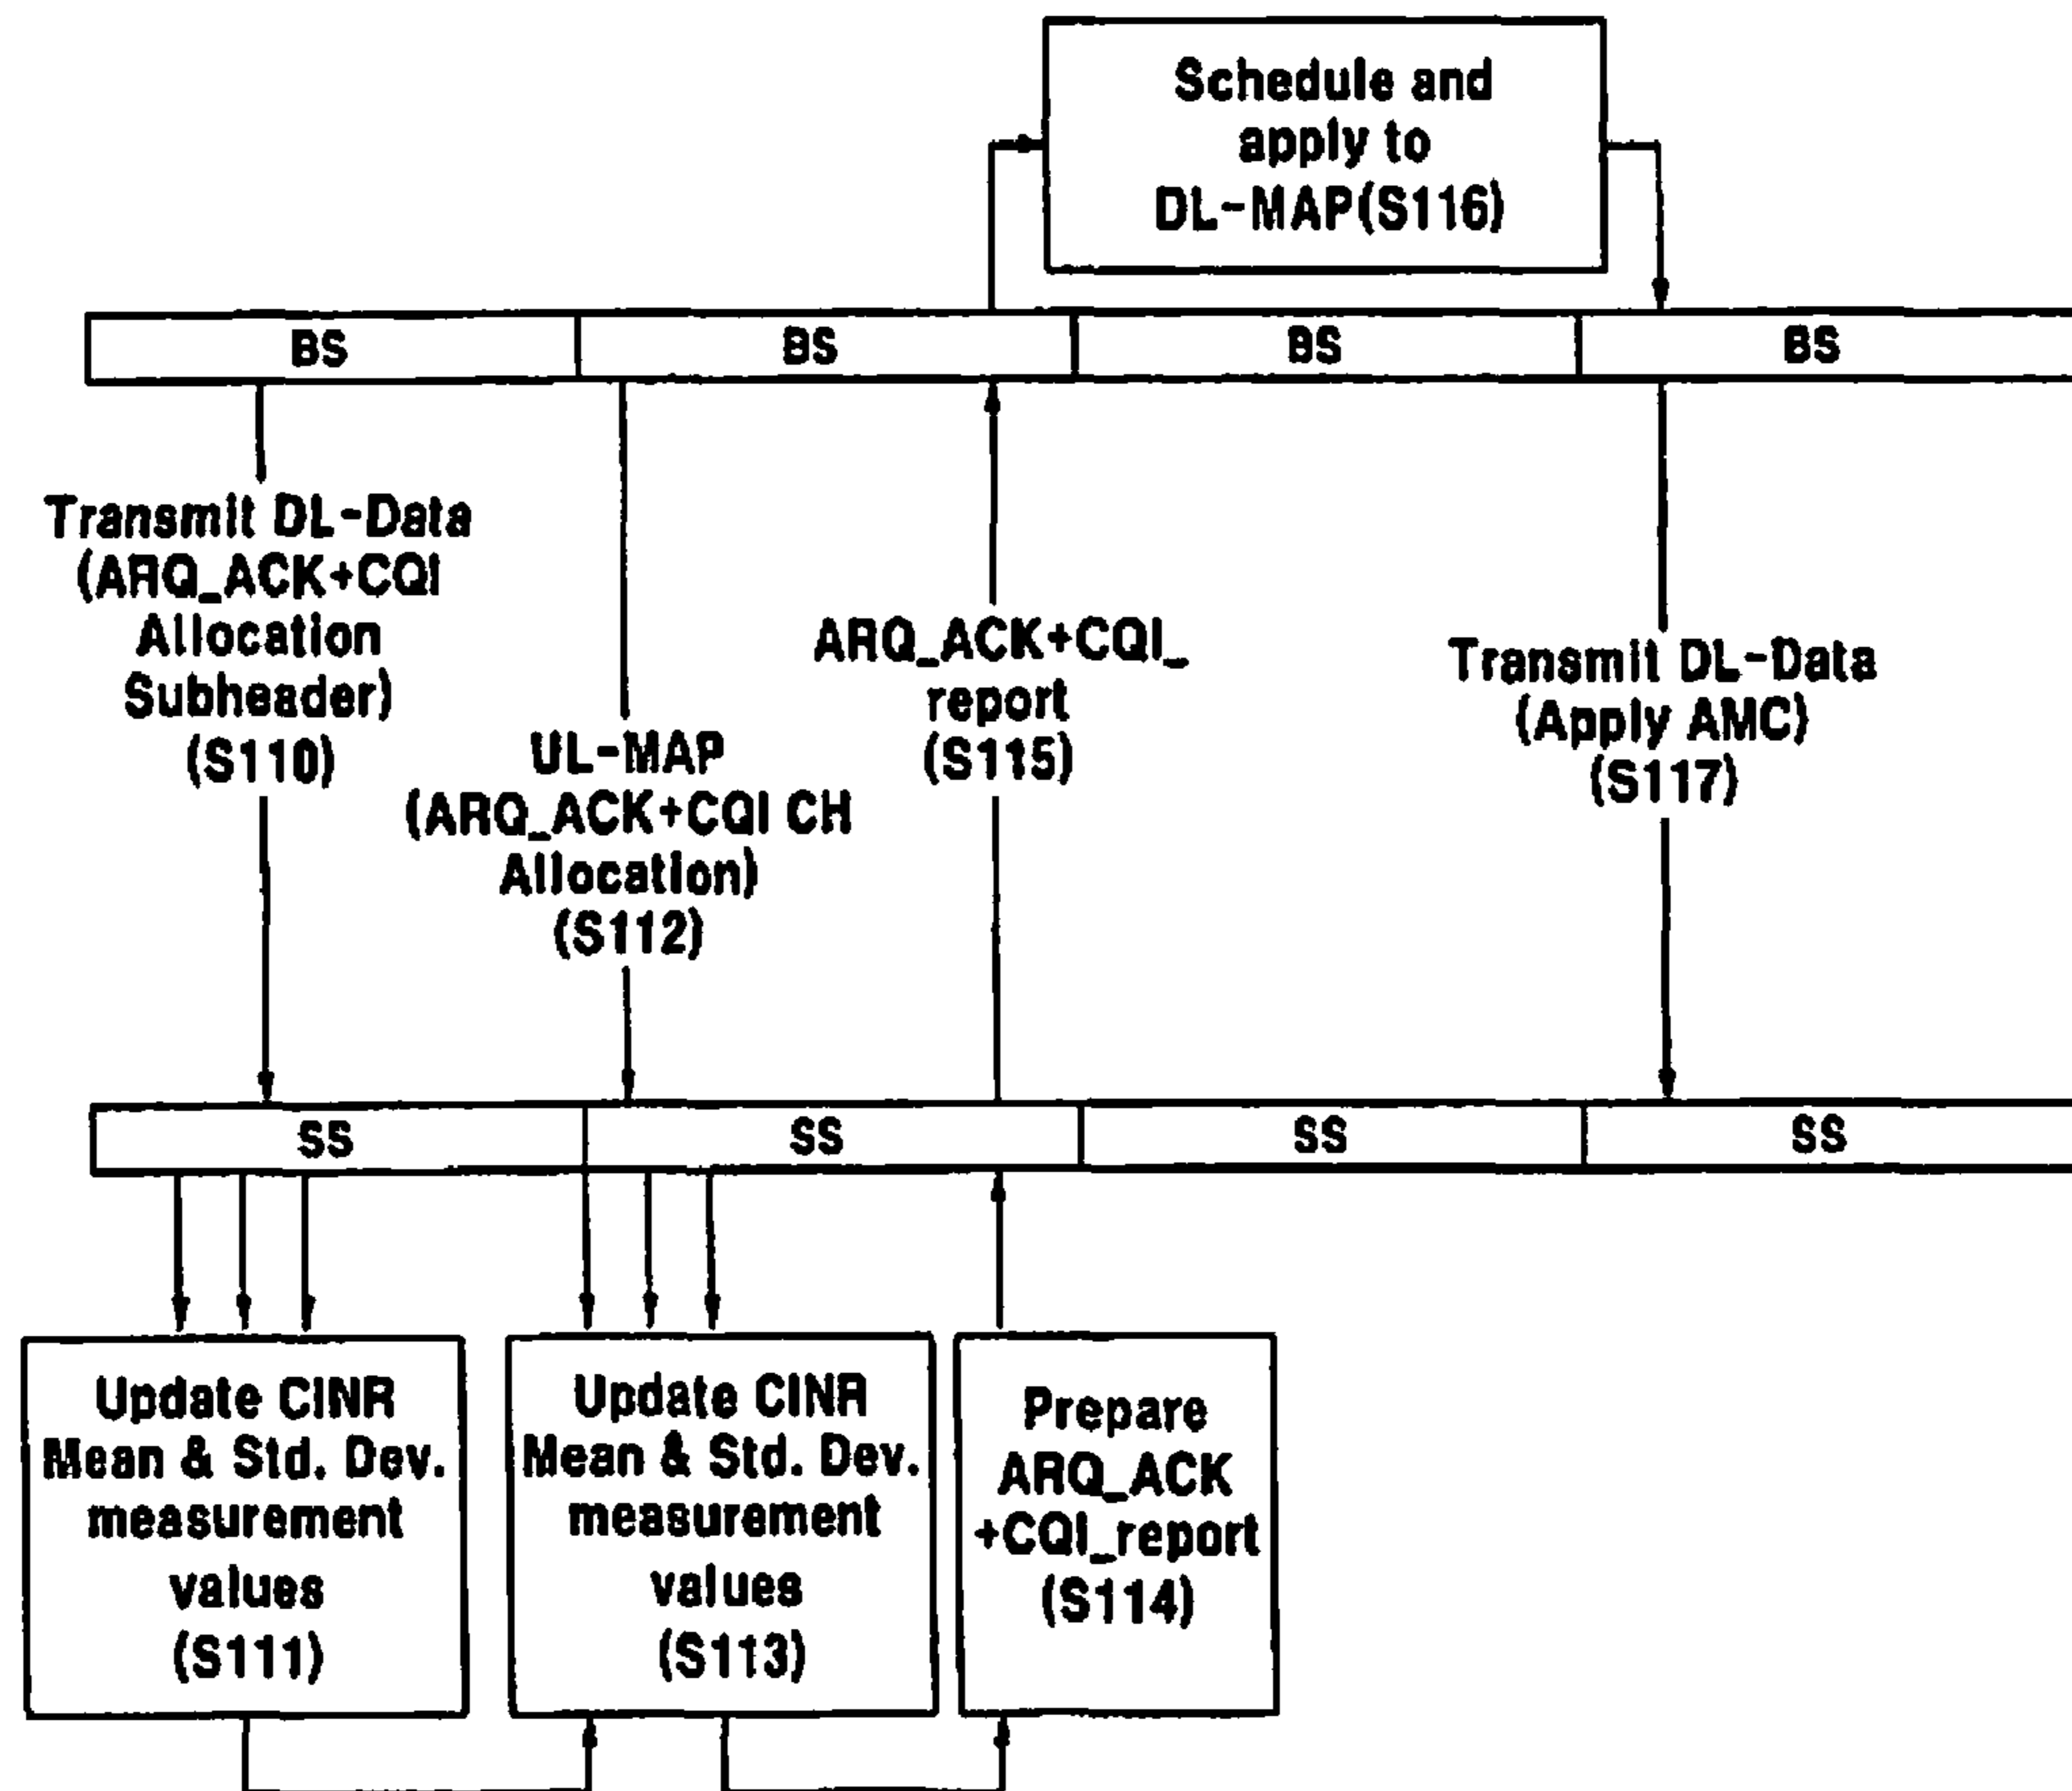 Schedule and
apply to
DL-MAP(S116)
BS
BS
BS
BS
Transmit DL-Data
(ARQ_ACK+CQI
Allocation
Subheader)
(S110)
UL-MAP
(ARQ_ACK+CQI CH
Allocation)
(S112)
ARQ_ACK+CQI_
report
(S115)
Transmit DL-Data
(Apply AMC)
(S117)
SS
SS
SS
SS
Update CINR
Mean & Std. Dev.
measurement
values
(S111)
Update CINR
Mean & Std. Dev.
measurement
values
(S113)
Prepare
ARQ_ACK
+CQI_report
(S114)